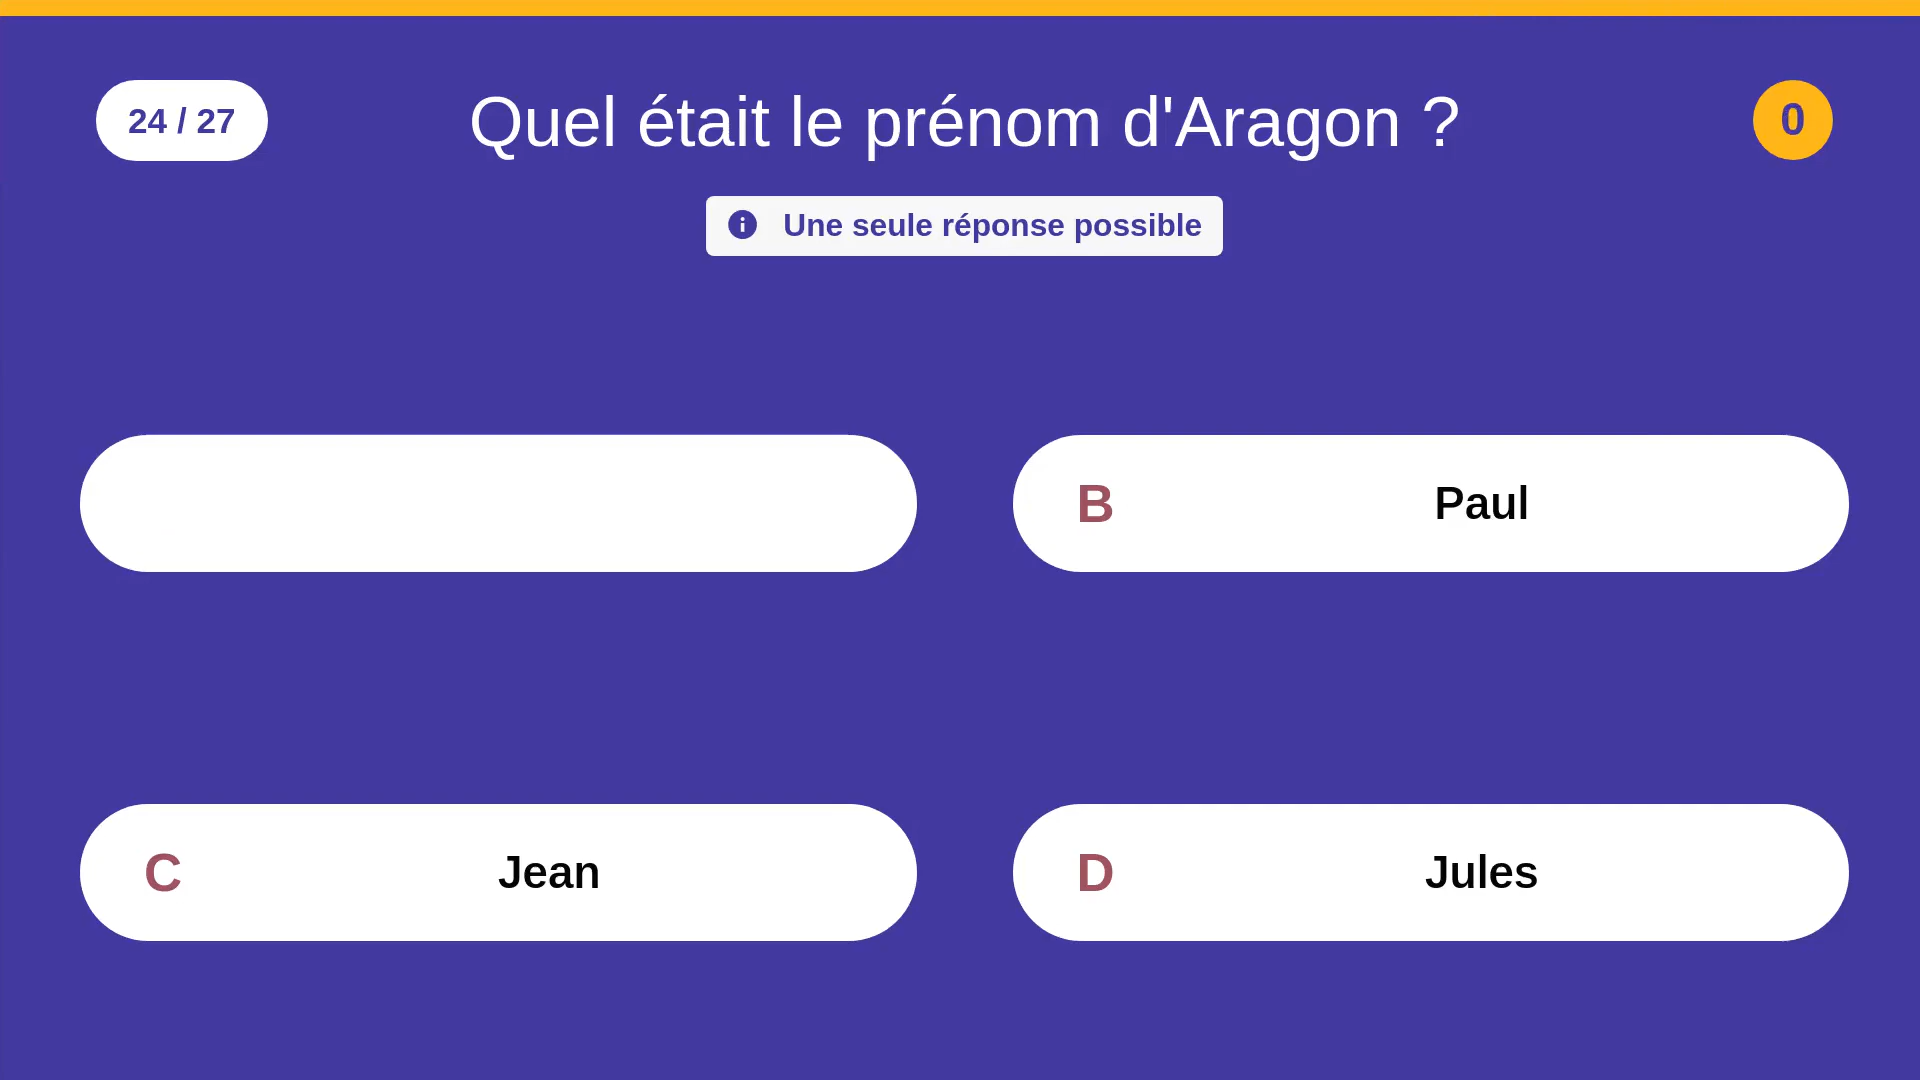 24 / 27
Quel était le prénom d'Aragon ?
0
Une seule réponse possible
B
Paul
C
Jean
D
Jules